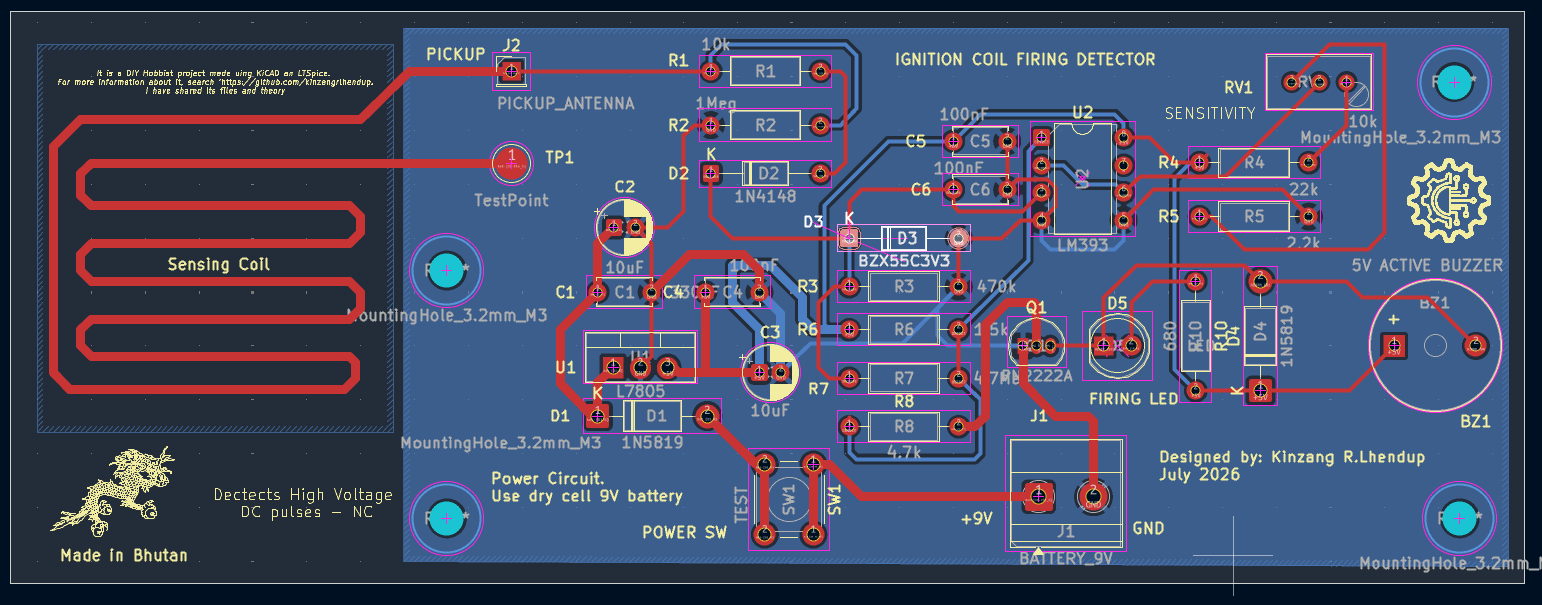 It is a DIY Hobbist project made uing KiCAD an LTSpice.
For more information about it, search 'https://github.com/kinzangrlhendup.
I have shared its files and theory
PICKUP
J2
PICKUP_ANTENNA
1
TP1
TestPoint
R1
10k
R1
1Meg
R2
R2
K
D2
D2
1N4148
IGNITION COIL FIRING DETECTOR
100nF
C5
C5
100nF
C6
C6
U2
U2
LM393
RV1
10k
SENSITIVITY
MountingHole_3.2mm_M3
R4
R4
22k
R5
R5
2.2k
C2
10uF
D3
K
D3
BZX55C3V3
Sensing Coil
MountingHole_3.2mm_M3
C1
C1
C4
C4
R3
R3
470k
R6
R6
Q1
D5
5V ACTIVE BUZZER
BZ1
+
BZ1
680
R10
D4
D4
1N5819
K
C3
10uF
U1
L7805
K
D1
D1
1N5819
R7
R7
R8
R8
4.7k
FIRING LED
J1
MountingHole_3.2mm_M3
Power Circuit.
Use dry cell 9V battery
TEST
SW1
SW1
POWER SW
+9V
J1
BATTERY_9V
GND
Designed by: Kinzang R.Lhendup
July 2026
MountingHole_3.2mm_M
Dectects High Voltage
DC pulses – NC
Made in Bhutan